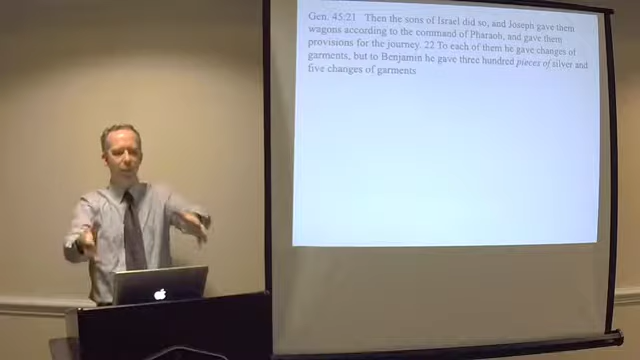 Gen. 45:21 Then the sons of Israel did so, and Joseph gave them
wagons according to the command of Pharaoh, and gave them
provisions for the journey. 22 To each of them he gave changes of
garments, but to Benjamin he gave three hundred pieces of silver and
five changes of garments